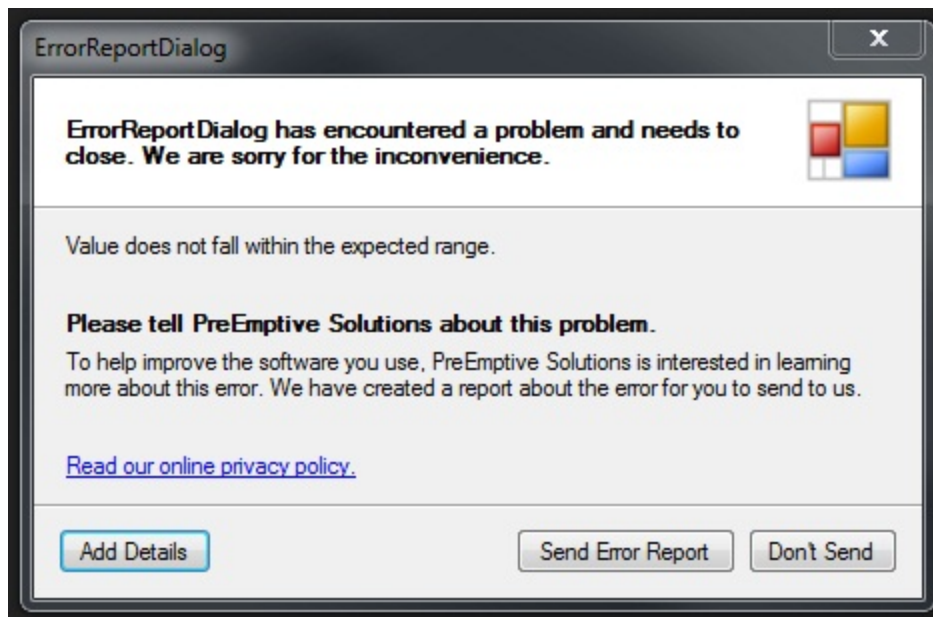 ErrorReportDialog
ErrorReportDialog has encountered a problem and needs to
close. We are sorry for the inconvenience.
Value does not fall within the expected range.
Please tell PreEmptive Solutions about this problem.
To help improve the software you use, PreEmptive Solutions is interested in learning
more about this error. We have created a report about the error for you to send to us.
Read our online privacy policy.
Add Details
Send Error Report
Don't Send